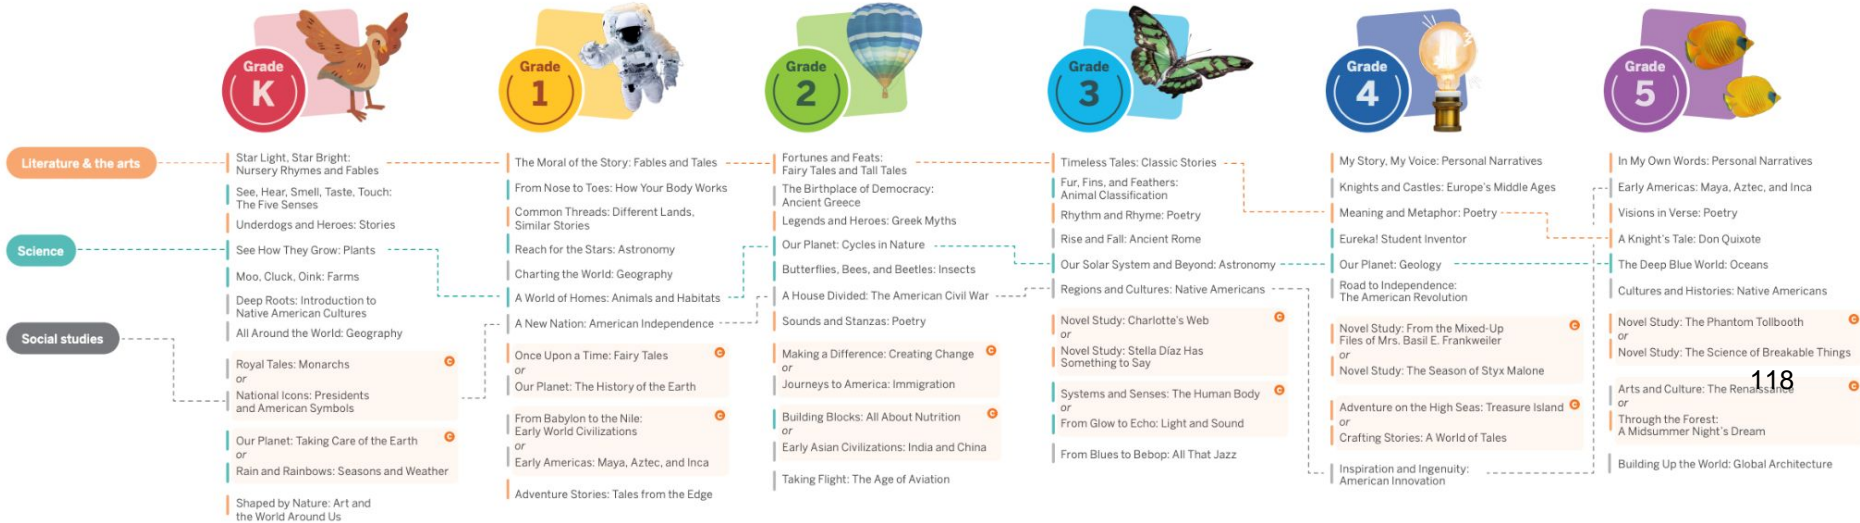 Grade
K
Grade
1
Grade
2
Grade
3
Grade
4
Grade
5
Literature & the arts
Science
Social studies
Star Light, Star Bright:
Nursery Rhymes and Fables
See, Hear, Smell, Taste, Touch:
The Five Senses
Underdogs and Heroes: Stories
See How They Grow: Plants
Moo, Cluck, Oink: Farms
Deep Roots: Introduction to
Native American Cultures
All Around the World: Geography
Royal Tales: Monarchs
C
or
National Icons: Presidents
and American Symbols
Our Planet: Taking Care of the Earth
C
or
Rain and Rainbows: Seasons and Weather
Shaped by Nature: Art and
the World Around Us
The Moral of the Story: Fables and Tales
From Nose to Toes: How Your Body Works
Common Threads: Different Lands,
Similar Stories
Reach for the Stars: Astronomy
Charting the World: Geography
A World of Homes: Animals and Habitats
A New Nation: American Independence
Once Upon a Time: Fairy Tales
C
or
Our Planet: The History of the Earth
From Babylon to the Nile:
Early World Civilizations
C
or
Early Americas: Maya, Aztec, and Inca
Adventure Stories: Tales from the Edge
Fortunes and Feats:
Fairy Tales and Tall Tales
The Birthplace of Democracy:
Ancient Greece
Legends and Heroes: Greek Myths
Our Planet: Cycles in Nature
Butterflies, Bees, and Beetles: Insects
A House Divided: The American Civil War
Sounds and Stanzas: Poetry
Making a Difference: Creating Change
C
or
Journeys to America: Immigration
Building Blocks: All About Nutrition
C
or
Early Asian Civilizations: India and China
Taking Flight: The Age of Aviation
Timeless Tales: Classic Stories
Fur, Fins, and Feathers:
Animal Classification
Rhythm and Rhyme: Poetry
Rise and Fall: Ancient Rome
Our Solar System and Beyond: Astronomy
Regions and Cultures: Native Americans
Novel Study: Charlotte's Web
C
or
Novel Study: Stella Díaz Has
Something to Say
Systems and Senses: The Human Body
C
or
From Glow to Echo: Light and Sound
From Blues to Bebop: All That Jazz
My Story, My Voice: Personal Narratives
Knights and Castles: Europe's Middle Ages
Meaning and Metaphor: Poetry
Eureka! Student Inventor
Our Planet: Geology
Road to Independence:
The American Revolution
Novel Study: From the Mixed-Up
Files of Mrs. Basil E. Frankweiler
C
or
Novel Study: The Season of Styx Malone
Adventure on the High Seas: Treasure Island
C
or
Crafting Stories: A World of Tales
Inspiration and Ingenuity:
American Innovation
In My Own Words: Personal Narratives
Early Americas: Maya, Aztec, and Inca
Visions in Verse: Poetry
A Knight's Tale: Don Quixote
The Deep Blue World: Oceans
Cultures and Histories: Native Americans
Novel Study: The Phantom Tollbooth
C
or
Novel Study: The Science of Breakable Things
118
Arts and Culture: The Renaissance
C
or
Through the Forest:
A Midsummer Night's Dream
Building Up the World: Global Architecture